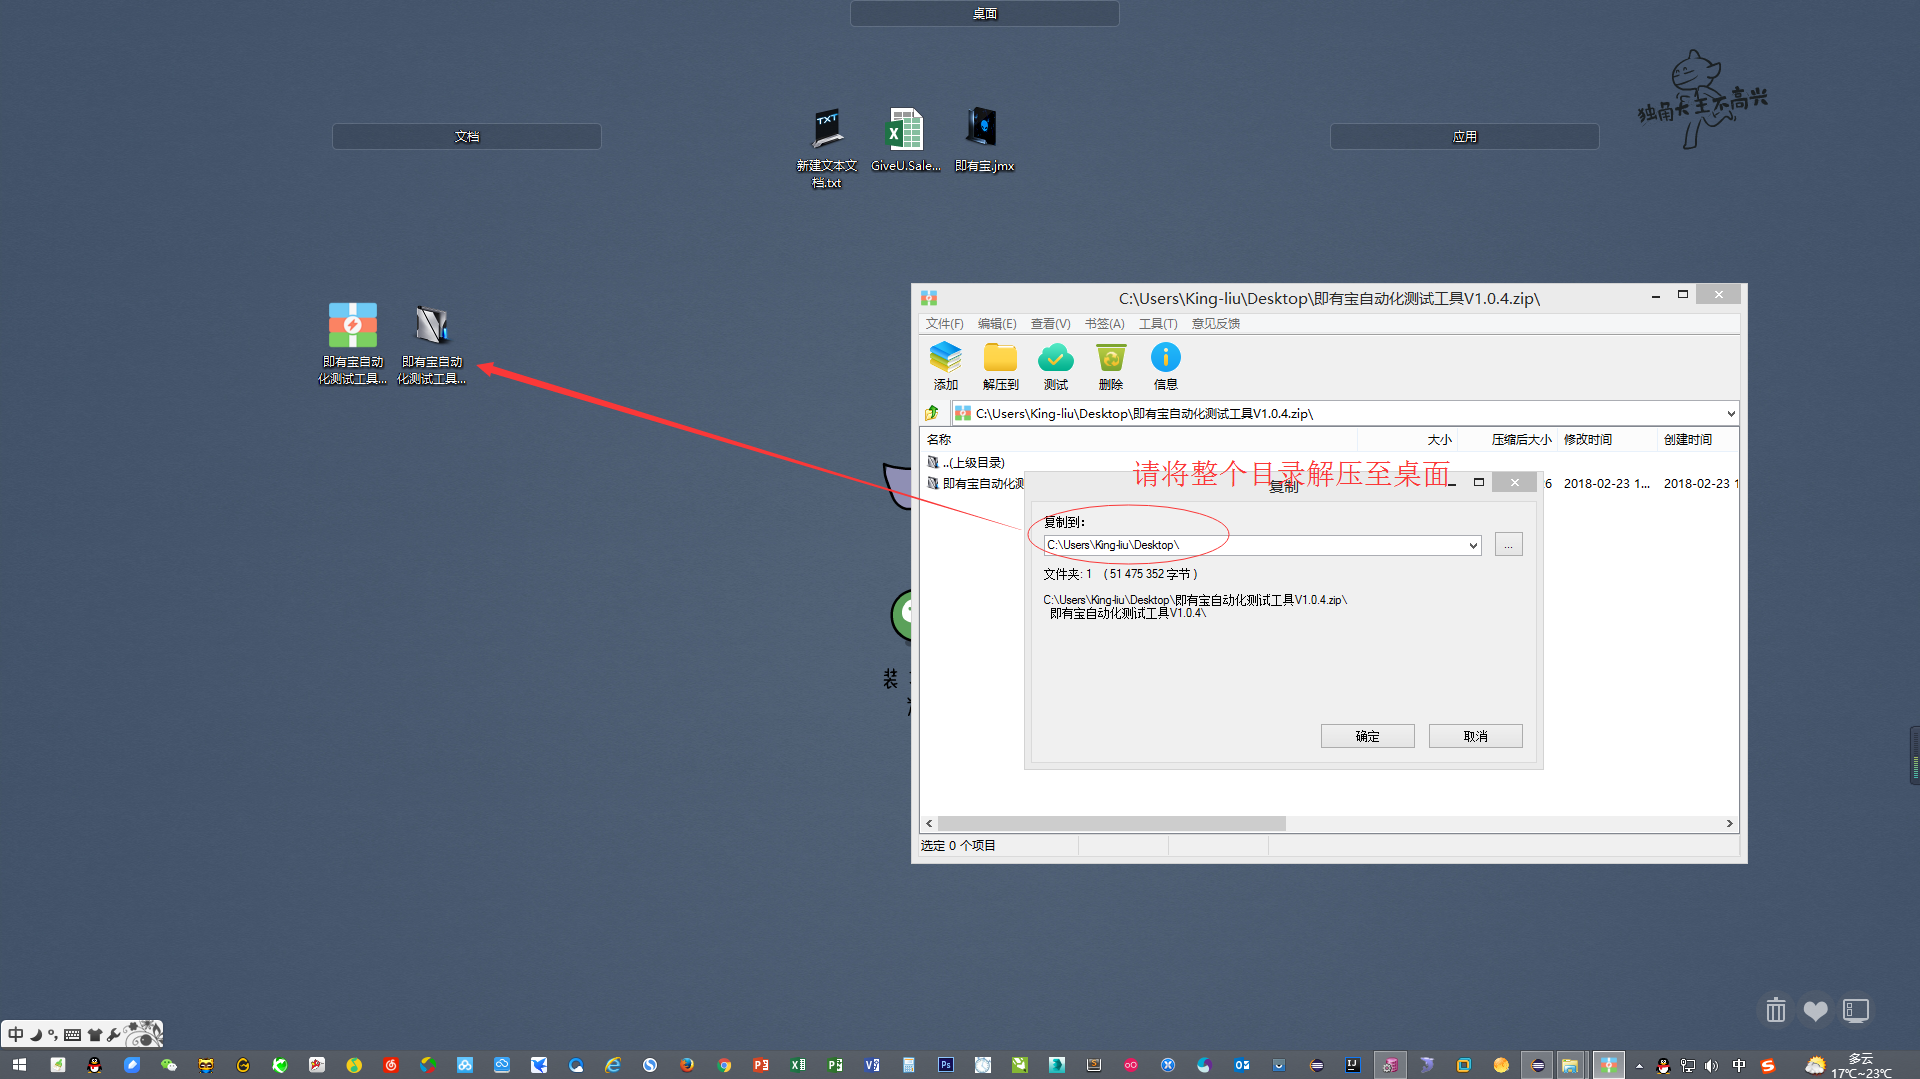 桌面
独角大王不高兴
文档
应用
新建文本文
档.txt
GiveU.Sale...
即有宝.jmx
即有宝自动
化测试工具...
即有宝自动
化测试工具...
C:\Users\King-liu\Desktop\即有宝自动化测试工具V1.0.4.zip\
文件(F) 编辑(E) 查看(V) 书签(A) 工具(T) 意见反馈
添加 解压到 测试 删除 信息
C:\Users\King-liu\Desktop\即有宝自动化测试工具V1.0.4.zip\
名称 大小 压缩后大小 修改时间 创建时间
..(上级目录)
请将整个目录解压至桌面
即有宝自动化测 2018-02-23 1... 2018-02-23 1
复制
复制到:
C:\Users\King-liu\Desktop\
...
文件夹: 1 ( 51 475 352 字节 )
C:\Users\King-liu\Desktop\即有宝自动化测试工具V1.0.4.zip\
即有宝自动化测试工具V1.0.4\
装
确定 取消
选定 0 个项目
中
中
多云
17℃~23℃